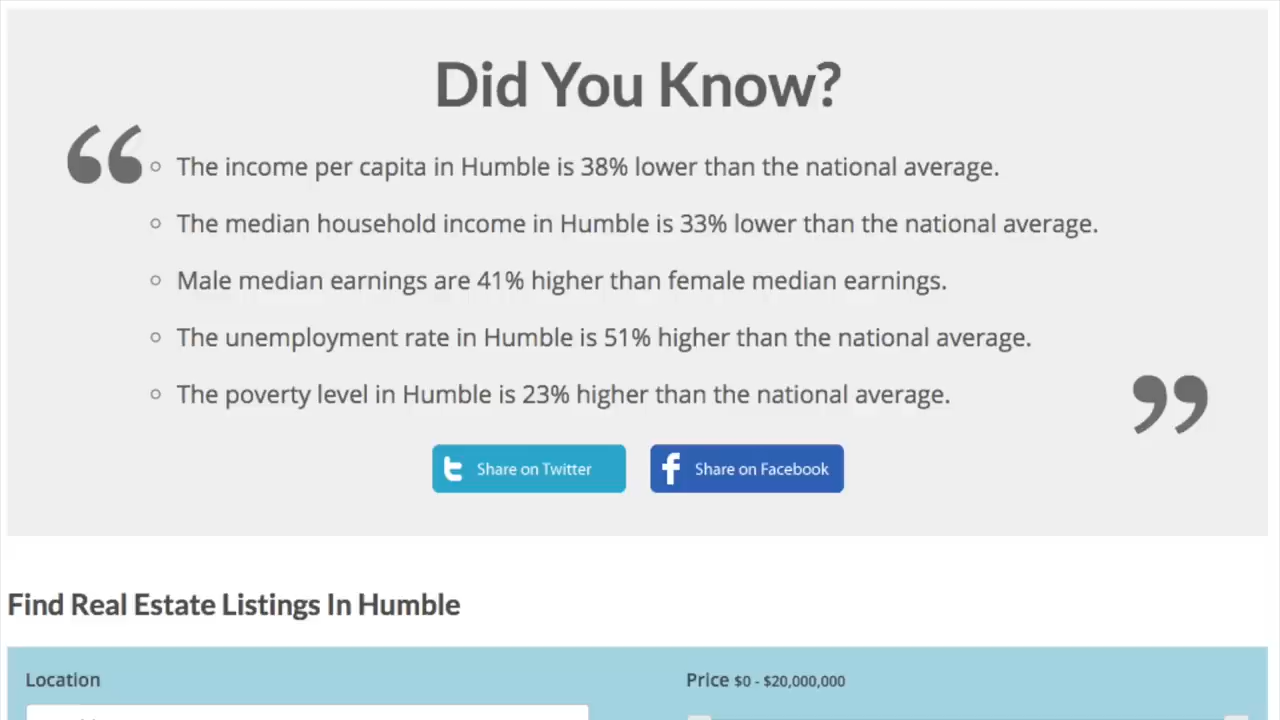 Did You Know?
The income per capita in Humble is 38% lower than the national average.
The median household income in Humble is 33% lower than the national average.
Male median earnings are 41% higher than female median earnings.
The unemployment rate in Humble is 51% higher than the national average.
The poverty level in Humble is 23% higher than the national average.
Share on Twitter
Share on Facebook
Find Real Estate Listings In Humble
Location
Price $0 - $20,000,000